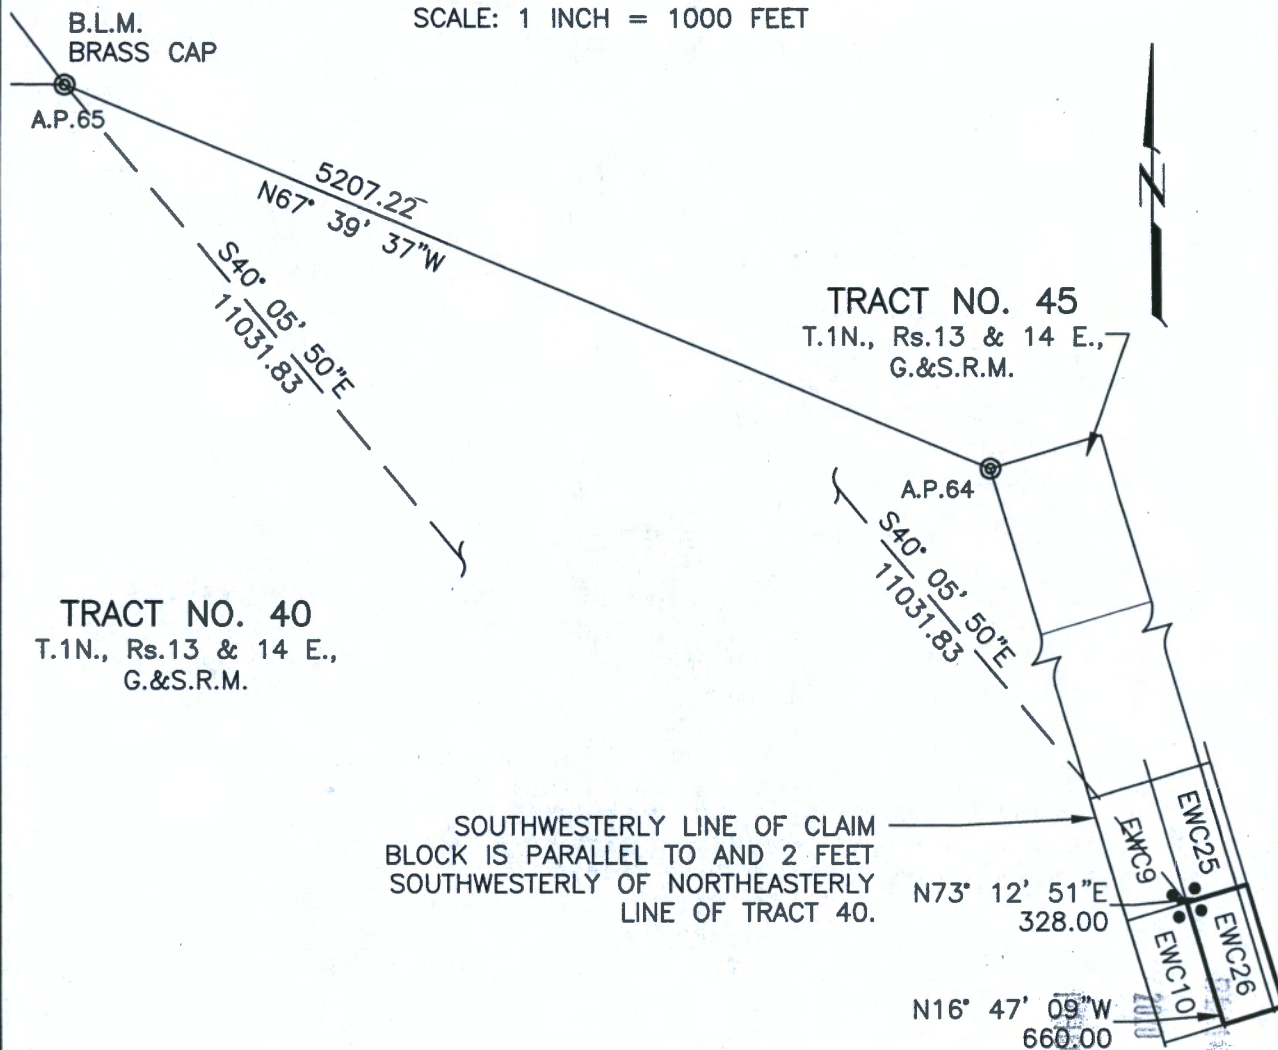 SCALE: 1 INCH = 1000 FEET
B.L.M.
BRASS CAP
A.P.65
5207.22
N67° 39' 37"W
S40° 05' 50"E
11031.83
N
TRACT NO. 45
T.1N., Rs.13 & 14 E.,
G.&S.R.M.
A.P.64
S40° 05' 50"E
11031.83
TRACT NO. 40
T.1N., Rs.13 & 14 E.,
G.&S.R.M.
SOUTHWESTERLY LINE OF CLAIM
BLOCK IS PARALLEL TO AND 2 FEET
SOUTHWESTERLY OF NORTHEASTERLY
LINE OF TRACT 40.
EWC9
EWC25
N73° 12' 51"E
328.00
EWC10
EWC26
N16° 47' 09"W
660.00